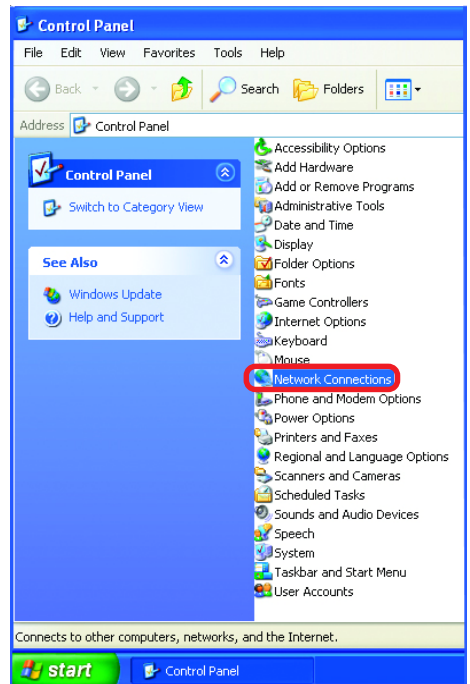 Control Panel
File Edit View Favorites Tools Help
Back Search Folders
Address Control Panel
Control Panel
Switch to Category View
See Also
Windows Update
Help and Support
Accessibility Options
Add Hardware
Add or Remove Programs
Administrative Tools
Date and Time
Display
Folder Options
Fonts
Game Controllers
Internet Options
Keyboard
Mouse
Network Connections
Phone and Modem Options
Power Options
Printers and Faxes
Regional and Language Options
Scanners and Cameras
Scheduled Tasks
Sounds and Audio Devices
Speech
System
Taskbar and Start Menu
User Accounts
Connects to other computers, networks, and the Internet.
start Control Panel